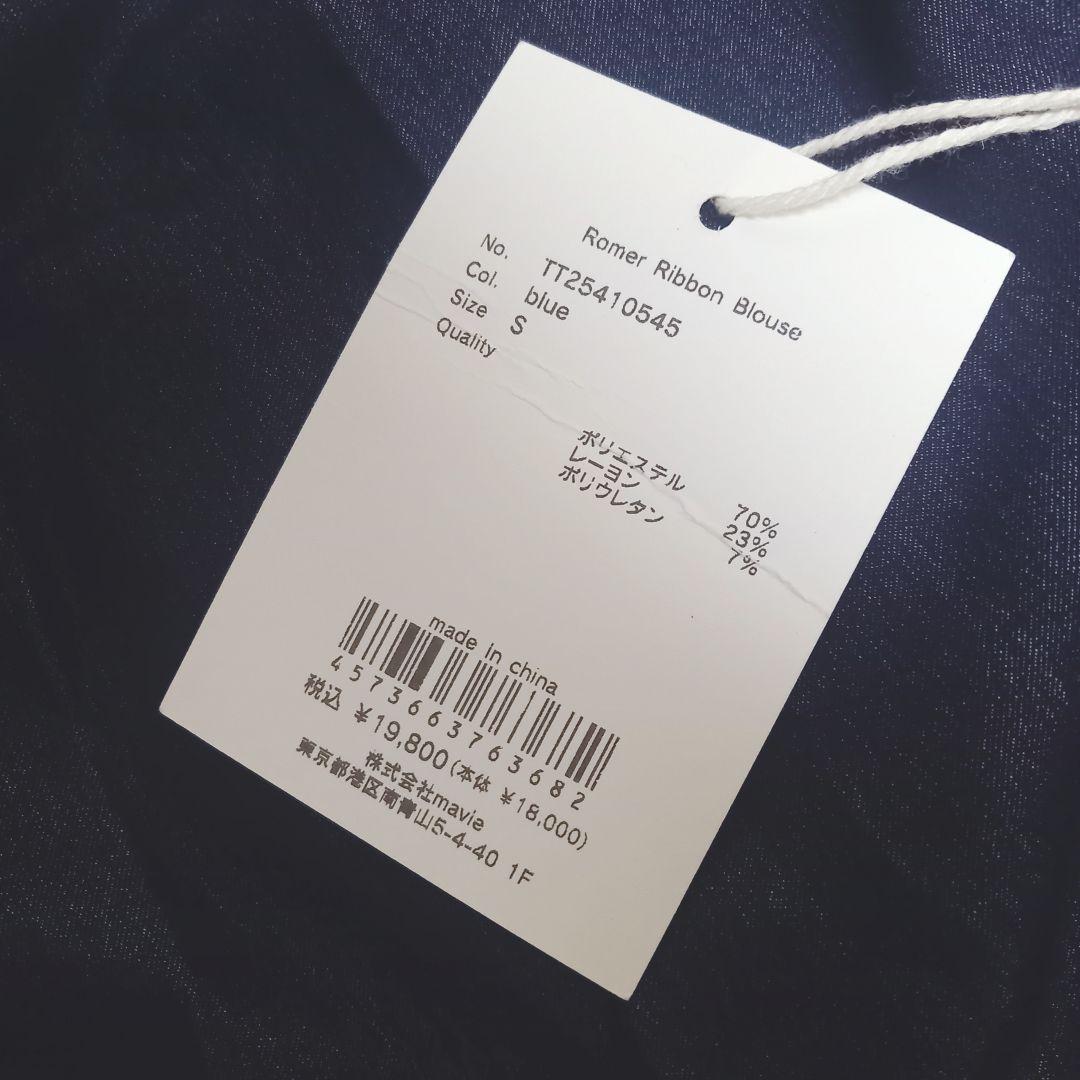 Romer Ribbon Blouse
No. TT25410545
Col. blue
Size S
Quality
ポリエステル 70%
レーヨン 23%
ポリウレタン 7%
made in china
4573663763682
税込 ¥19,800(本体 ¥18,000)
株式会社mavie
東京都港区南青山5-4-40 1F